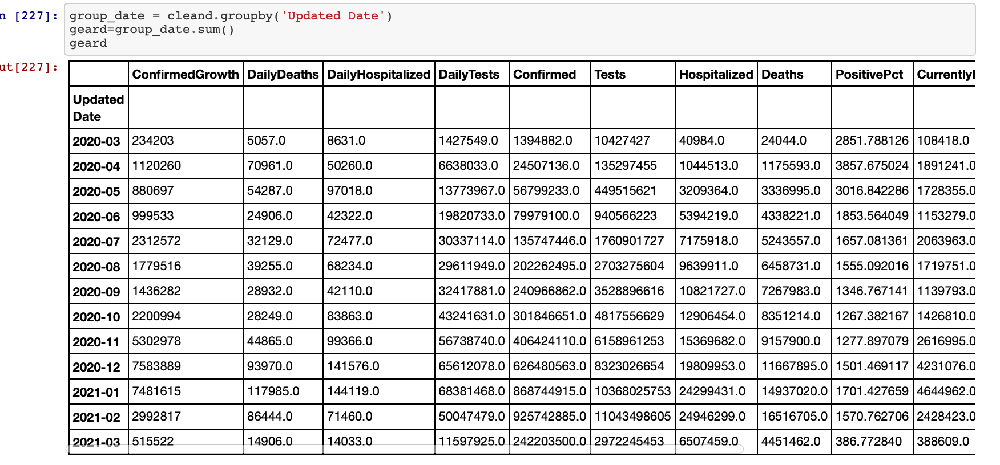 n [227]:
group_date = cleand.groupby('Updated Date')
geard=group_date.sum()
geard
ut[227]:
ConfirmedGrowth DailyDeaths DailyHospitalized DailyTests Confirmed Tests Hospitalized Deaths PositivePct Currently
Updated
Date
2020-03 234203 5057.0 8631.0 1427549.0 1394882.0 10427427 40984.0 24044.0 2851.788126 108418.0
2020-04 1120260 70961.0 50260.0 6638033.0 24507136.0 135297455 1044513.0 1175593.0 3857.675024 1891241.0
2020-05 880697 54287.0 97018.0 13773967.0 56799233.0 449515621 3209364.0 3336995.0 3016.842286 1728355.0
2020-06 999533 24906.0 42322.0 19820733.0 79979100.0 940566223 5394219.0 4338221.0 1853.564049 1153279.0
2020-07 2312572 32129.0 72477.0 30337114.0 135747446.0 1760901727 7175918.0 5243557.0 1657.081361 2063963.0
2020-08 1779516 39255.0 68234.0 29611949.0 202262495.0 2703275604 9639911.0 6458731.0 1555.092016 1719751.0
2020-09 1436282 28932.0 42110.0 32417881.0 240966862.0 3528896616 10821727.0 7267983.0 1346.767141 1139793.0
2020-10 2200994 28249.0 83863.0 43241631.0 301846651.0 4817556629 12906454.0 8351214.0 1267.382167 1426810.0
2020-11 5302978 44865.0 99366.0 56738740.0 406424110.0 6158961253 15369682.0 9157900.0 1277.897079 2616995.0
2020-12 7583889 93970.0 141576.0 65612078.0 626480563.0 8323026654 19809953.0 11667895.0 1501.469117 4231076.0
2021-01 7481615 117985.0 144119.0 68381468.0 868744915.0 10368025753 24299431.0 14937020.0 1701.427659 4644962.0
2021-02 2992817 86444.0 71460.0 50047479.0 925742885.0 11043498605 24946299.0 16516705.0 1570.762706 2428423.0
2021-03 515522 14906.0 14033.0 11597925.0 242203500.0 2972245453 6507459.0 4451462.0 386.772840 388609.0